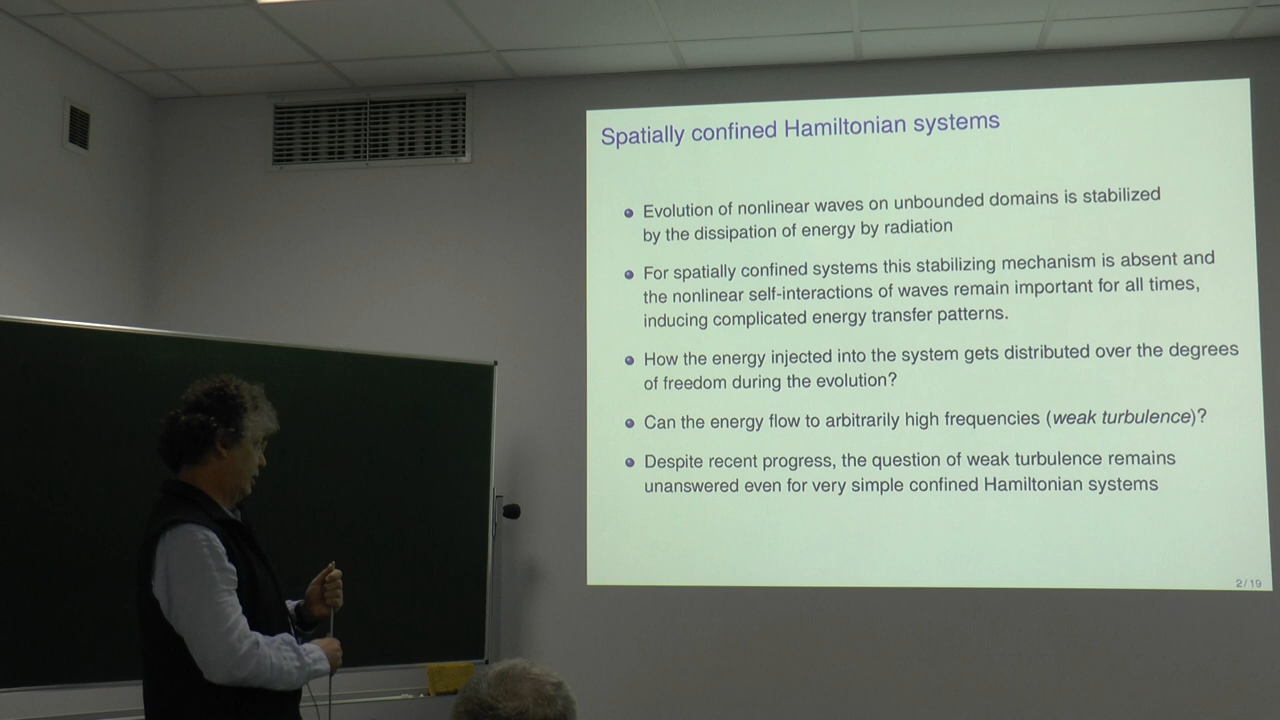 Spatially confined Hamiltonian systems
Evolution of nonlinear waves on unbounded domains is stabilized
by the dissipation of energy by radiation
For spatially confined systems this stabilizing mechanism is absent and
the nonlinear self-interactions of waves remain important for all times,
inducing complicated energy transfer patterns.
How the energy injected into the system gets distributed over the degrees
of freedom during the evolution?
Can the energy flow to arbitrarily high frequencies (weak turbulence)?
Despite recent progress, the question of weak turbulence remains
unanswered even for very simple confined Hamiltonian systems
2/19